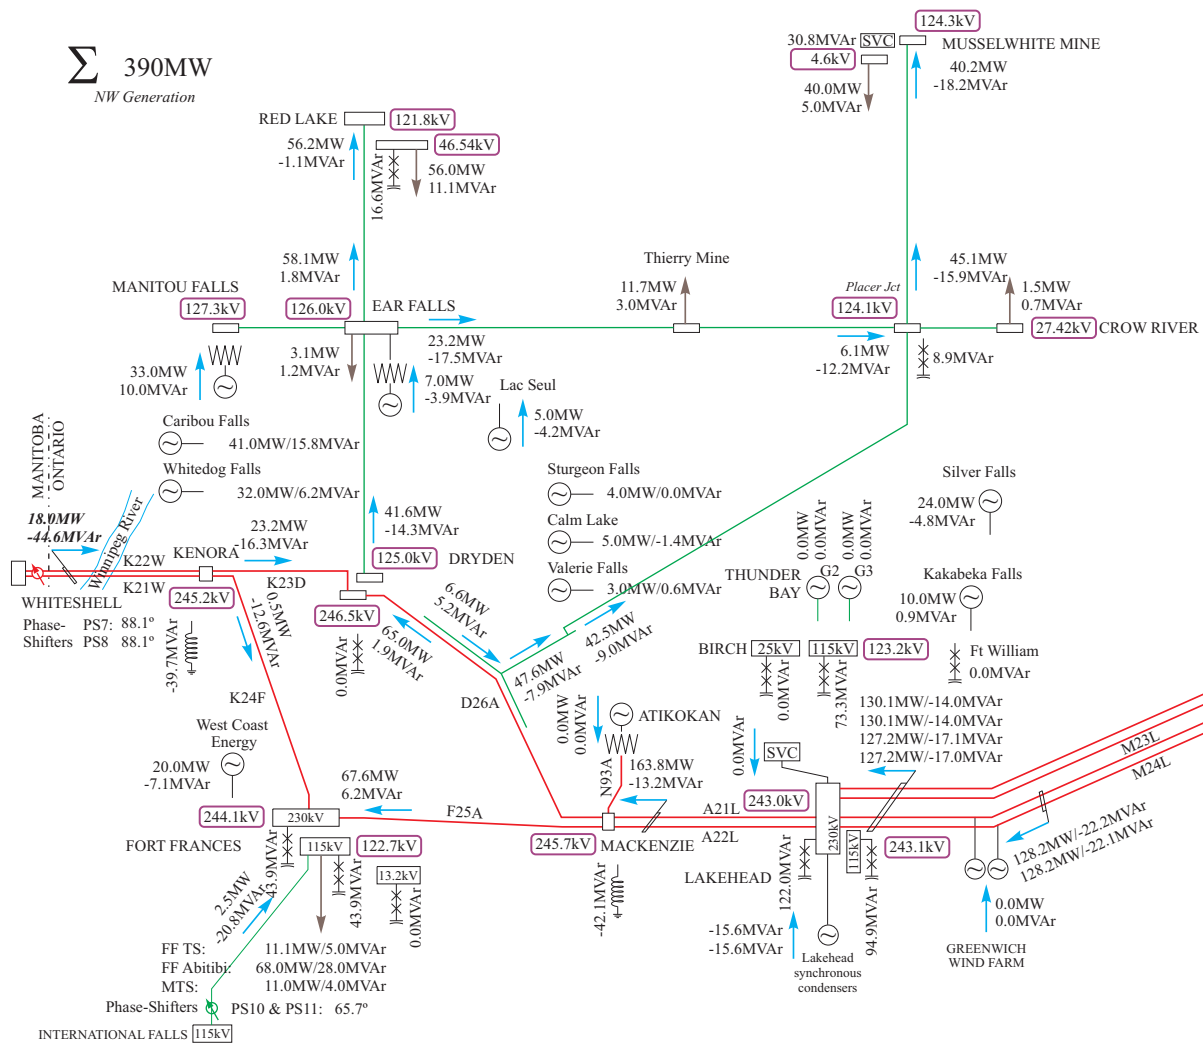 Σ 390MW
NW Generation
124.3kV
30.8MVAr SVC
MUSSELWHITE MINE
4.6kV
40.2MW
-18.2MVAr
40.0MW
5.0MVAr
RED LAKE
121.8kV
56.2MW
-1.1MVAr
46.54kV
16.6MVAr
56.0MW
11.1MVAr
58.1MW
1.8MVAr
Thierry Mine
11.7MW
3.0MVAr
45.1MW
-15.9MVAr
MANITOU FALLS
127.3kV
126.0kV
EAR FALLS
Placer Jct
124.1kV
1.5MW
0.7MVAr
27.42kV
CROW RIVER
23.2MW
-17.5MVAr
6.1MW
-12.2MVAr
8.9MVAr
3.1MW
1.2MVAr
33.0MW
10.0MVAr
7.0MW
-3.9MVAr
Lac Seul
5.0MW
-4.2MVAr
MANITOBA
ONTARIO
Caribou Falls
41.0MW/15.8MVAr
Whitedog Falls
32.0MW/6.2MVAr
Sturgeon Falls
4.0MW/0.0MVAr
Calm Lake
5.0MW/-1.4MVAr
Valerie Falls
3.0MW/0.6MVAr
Silver Falls
24.0MW
-4.8MVAr
18.0MW
-44.6MVAr
Winnipeg River
23.2MW
-16.3MVAr
41.6MW
-14.3MVAr
125.0kV
DRYDEN
K22W
K21W
KENORA
K23D
245.2kV
246.5kV
WHITESHELL
Phase- PS7: 88.1º
Shifters PS8 88.1º
-39.7MVAr
0.5MW
-12.6MVAr
K24F
0.0MVAr
65.0MW
1.9MVAr
6.6MW
5.2MVAr
D26A
47.6MW
-7.9MVAr
42.5MW
-9.0MVAr
0.0MW
0.0MVAr
0.0MW
0.0MVAr
THUNDER
BAY
G2
G3
Kakabeka Falls
10.0MW
0.9MVAr
BIRCH
25kV
115kV
123.2kV
Ft William
0.0MVAr
0.0MVAr
73.3MVAr
130.1MW/-14.0MVAr
130.1MW/-14.0MVAr
127.2MW/-17.1MVAr
127.2MW/-17.0MVAr
M23L
M24L
West Coast
Energy
20.0MW
-7.1MVAr
0.0MW
0.0MVAr
ATIKOKAN
N93A
163.8MW
-13.2MVAr
0.0MVAr
SVC
243.0kV
67.6MW
6.2MVAr
F25A
A21L
A22L
244.1kV
230kV
FORT FRANCES
115kV
122.7kV
43.9MVAr
43.9MVAr
13.2kV
0.0MVAr
245.7kV
MACKENZIE
-42.1MVAr
230kV
115kV
243.1kV
LAKEHEAD
122.0MVAr
94.9MVAr
128.2MW/-22.2MVAr
128.2MW/-22.1MVAr
0.0MW
0.0MVAr
GREENWICH
WIND FARM
-15.6MVAr
-15.6MVAr
Lakehead
synchronous
condensers
2.5MW
-20.8MVAr
FF TS: 11.1MW/5.0MVAr
FF Abitibi: 68.0MW/28.0MVAr
MTS: 11.0MW/4.0MVAr
Phase-Shifters PS10 & PS11: 65.7º
INTERNATIONAL FALLS 115kV